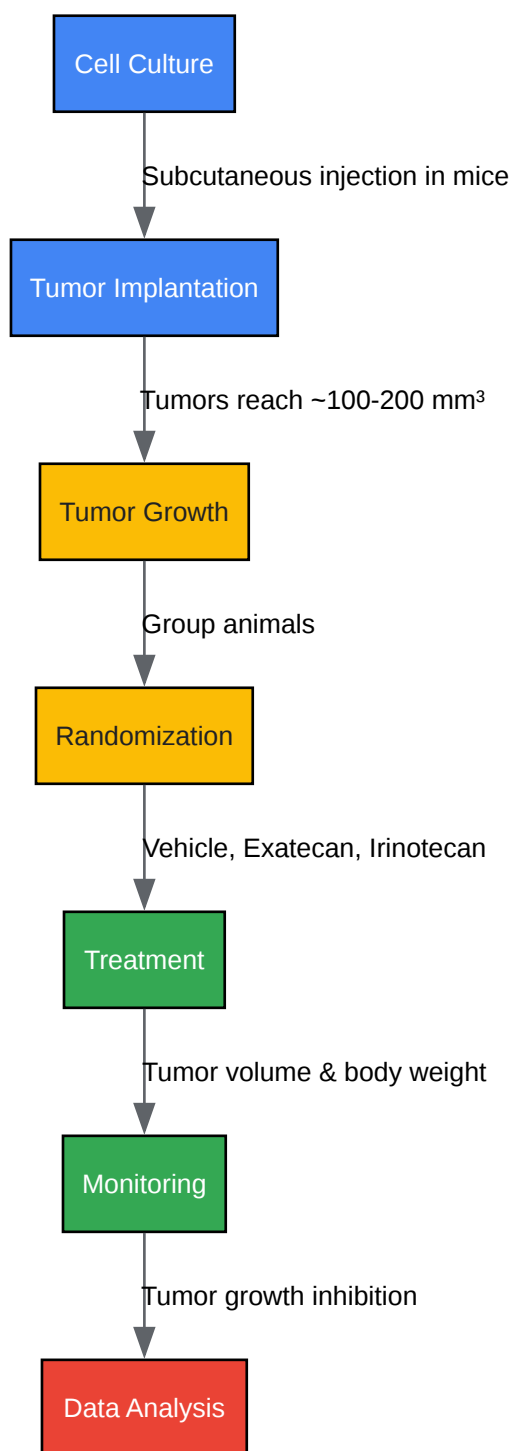 Cell Culture
Subcutaneous injection in mice
Tumor Implantation
Tumors reach ~100-200 mm³
Tumor Growth
Group animals
Randomization
Vehicle, Exatecan, Irinotecan
Treatment
Tumor volume & body weight
Monitoring
Tumor growth inhibition
Data Analysis